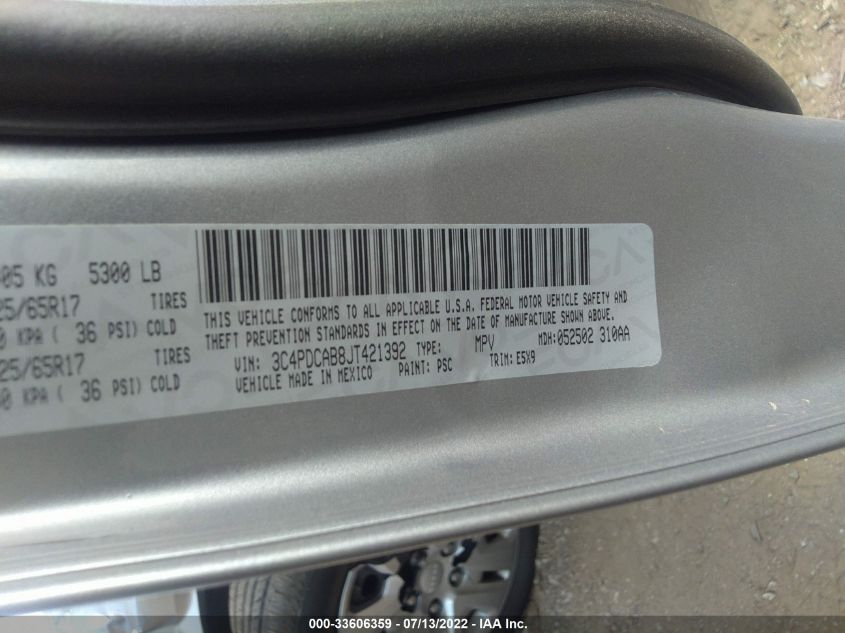 05 KG 5300 LB
25/65R17 TIRES
0 KPA ( 36 PSI) COLD
25/65R17 TIRES
0 KPA ( 36 PSI) COLD
THIS VEHICLE CONFORMS TO ALL APPLICABLE U.S.A. FEDERAL MOTOR VEHICLE SAFETY AND
THEFT PREVENTION STANDARDS IN EFFECT ON THE DATE OF MANUFACTURE SHOWN ABOVE.
VIN: 3C4PDCAB8JT421392 TYPE: MPV MDH:052502 310AA
VEHICLE MADE IN MEXICO PAINT: PSC TRIM: E5X9
000-33606359 - 07/13/2022 - IAA Inc.